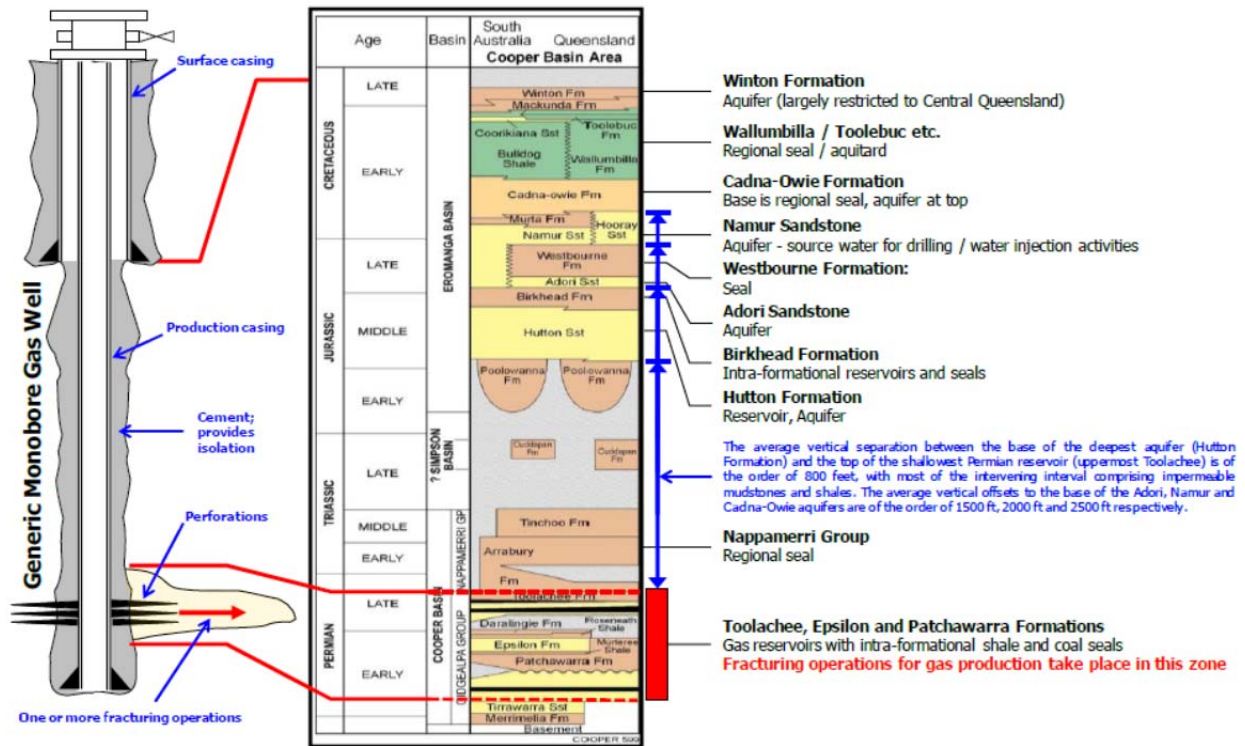 Generic Monobore Gas Well
Surface casing
Production casing
Cement;
provides
isolation
Perforations
One or more fracturing operations
Age
Basin
South
Australia
Queensland
Cooper Basin Area
CRETACEOUS
LATE
EARLY
JURASSIC
LATE
MIDDLE
EARLY
TRIASSIC
LATE
MIDDLE
EARLY
PERMIAN
LATE
EARLY
EROMANGA BASIN
? SIMPSON
BASIN
COOPER BASIN
NAPPAMERRI GP
GIDGEALPA GROUP
Winton Fm
Mackunda Fm
Coorikiana Sst
Toolebuc
Fm
Bulldog
Shale
Wallumbilla
Fm
Cadna-owie Fm
Murta Fm
Hooray
Sst
Namur Sst
Westbourne
Fm
Adori Sst
Birkhead Fm
Hutton Sst
Poolowanna
Fm
Poolowanna
Fm
Cuddapan
Fm
Cuddapan
Fm
Tinchoo Fm
Arrabury
Fm
Toolachee Fm
Daralingie Fm
Roseneath
Shale
Epsilon Fm
Murteree
Shale
Patchawarra Fm
Tirrawarra Sst
Merrimelia Fm
Basement
COOPER 599
Winton Formation
Aquifer (largely restricted to Central Queensland)
Wallumbilla / Toolebuc etc.
Regional seal / aquitard
Cadna-Owie Formation
Base is regional seal, aquifer at top
Namur Sandstone
Aquifer - source water for drilling / water injection activities
Westbourne Formation:
Seal
Adori Sandstone
Aquifer
Birkhead Formation
Intra-formational reservoirs and seals
Hutton Formation
Reservoir, Aquifer
The average vertical separation between the base of the deepest aquifer (Hutton
Formation) and the top of the shallowest Permian reservoir (uppermost Toolachee) is of
the order of 800 feet, with most of the intervening interval comprising impermeable
mudstones and shales. The average vertical offsets to the base of the Adori, Namur and
Cadna-Owie aquifers are of the order of 1500 ft, 2000 ft and 2500 ft respectively.
Nappamerri Group
Regional seal
Toolachee, Epsilon and Patchawarra Formations
Gas reservoirs with intra-formational shale and coal seals
Fracturing operations for gas production take place in this zone